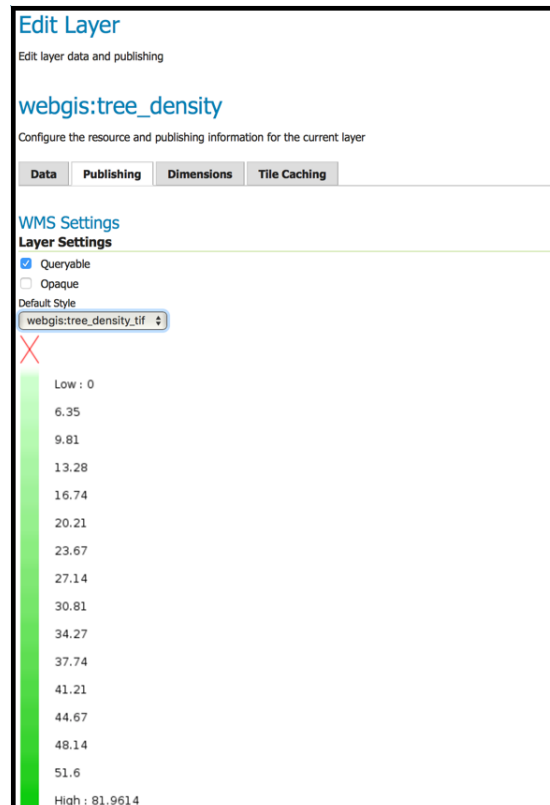 Edit Layer
Edit layer data and publishing
webgis:tree_density
Configure the resource and publishing information for the current layer
Data Publishing Dimensions Tile Caching
WMS Settings
Layer Settings
Queryable
Opaque
Default Style
webgis:tree_density_tif
Low : 0
6.35
9.81
13.28
16.74
20.21
23.67
27.14
30.81
34.27
37.74
41.21
44.67
48.14
51.6
High : 81.9614